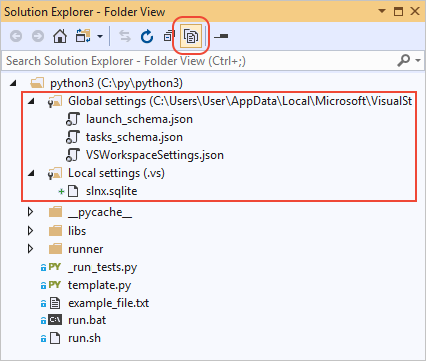 Solution Explorer - Folder View
Search Solution Explorer - Folder View (Ctrl+;)
python3 (C:\py\python3)
Global settings (C:\Users\User\AppData\Local\Microsoft\VisualSt
launch_schema.json
tasks_schema.json
VSWorkspaceSettings.json
Local settings (.vs)
slnx.sqlite
__pycache__
libs
runner
PY _run_tests.py
PY template.py
example_file.txt
C:\ run.bat
run.sh